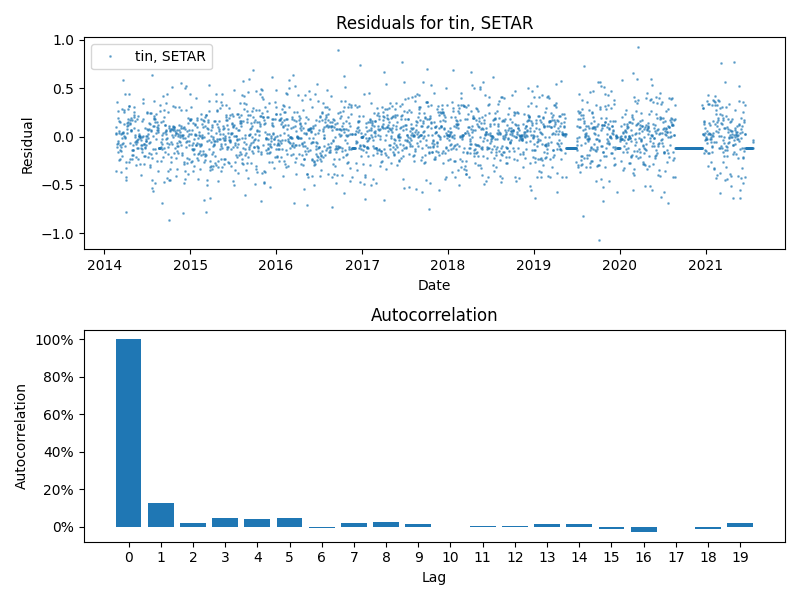 Residuals for tin, SETAR
1.0
0.5
0.0
−0.5
−1.0
Residual
tin, SETAR
2014 2015 2016 2017 2018 2019 2020 2021
Date
Autocorrelation
100%
80%
60%
40%
20%
0%
Autocorrelation
0 1 2 3 4 5 6 7 8 9 10 11 12 13 14 15 16 17 18 19
Lag